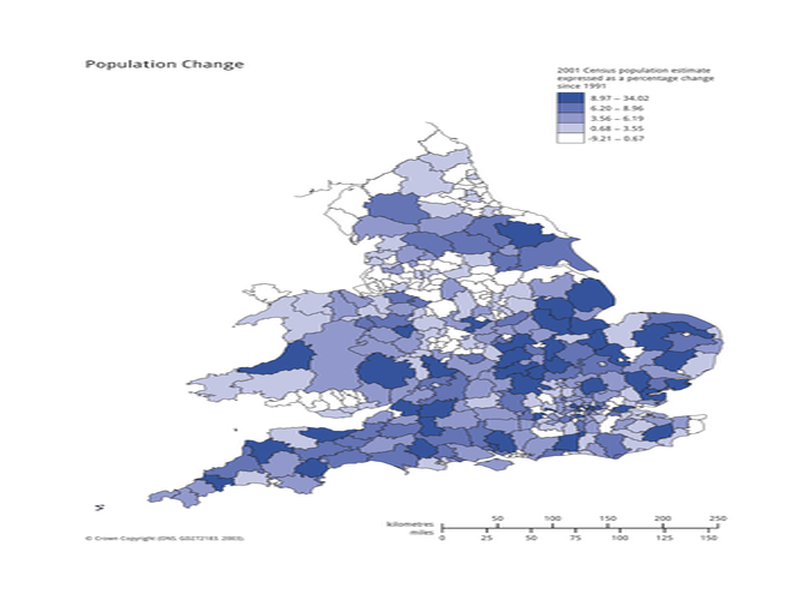 Population Change
2001 Census population estimate
expressed as a percentage change
since 1991
8.97 – 34.02
6.20 – 8.96
3.56 – 6.19
0.68 – 3.55
-9.21 – 0.67
50 100 150 200 250
kilometres
miles
0 25 50 75 100 125 150
© Crown Copyright (ONS, 2003).